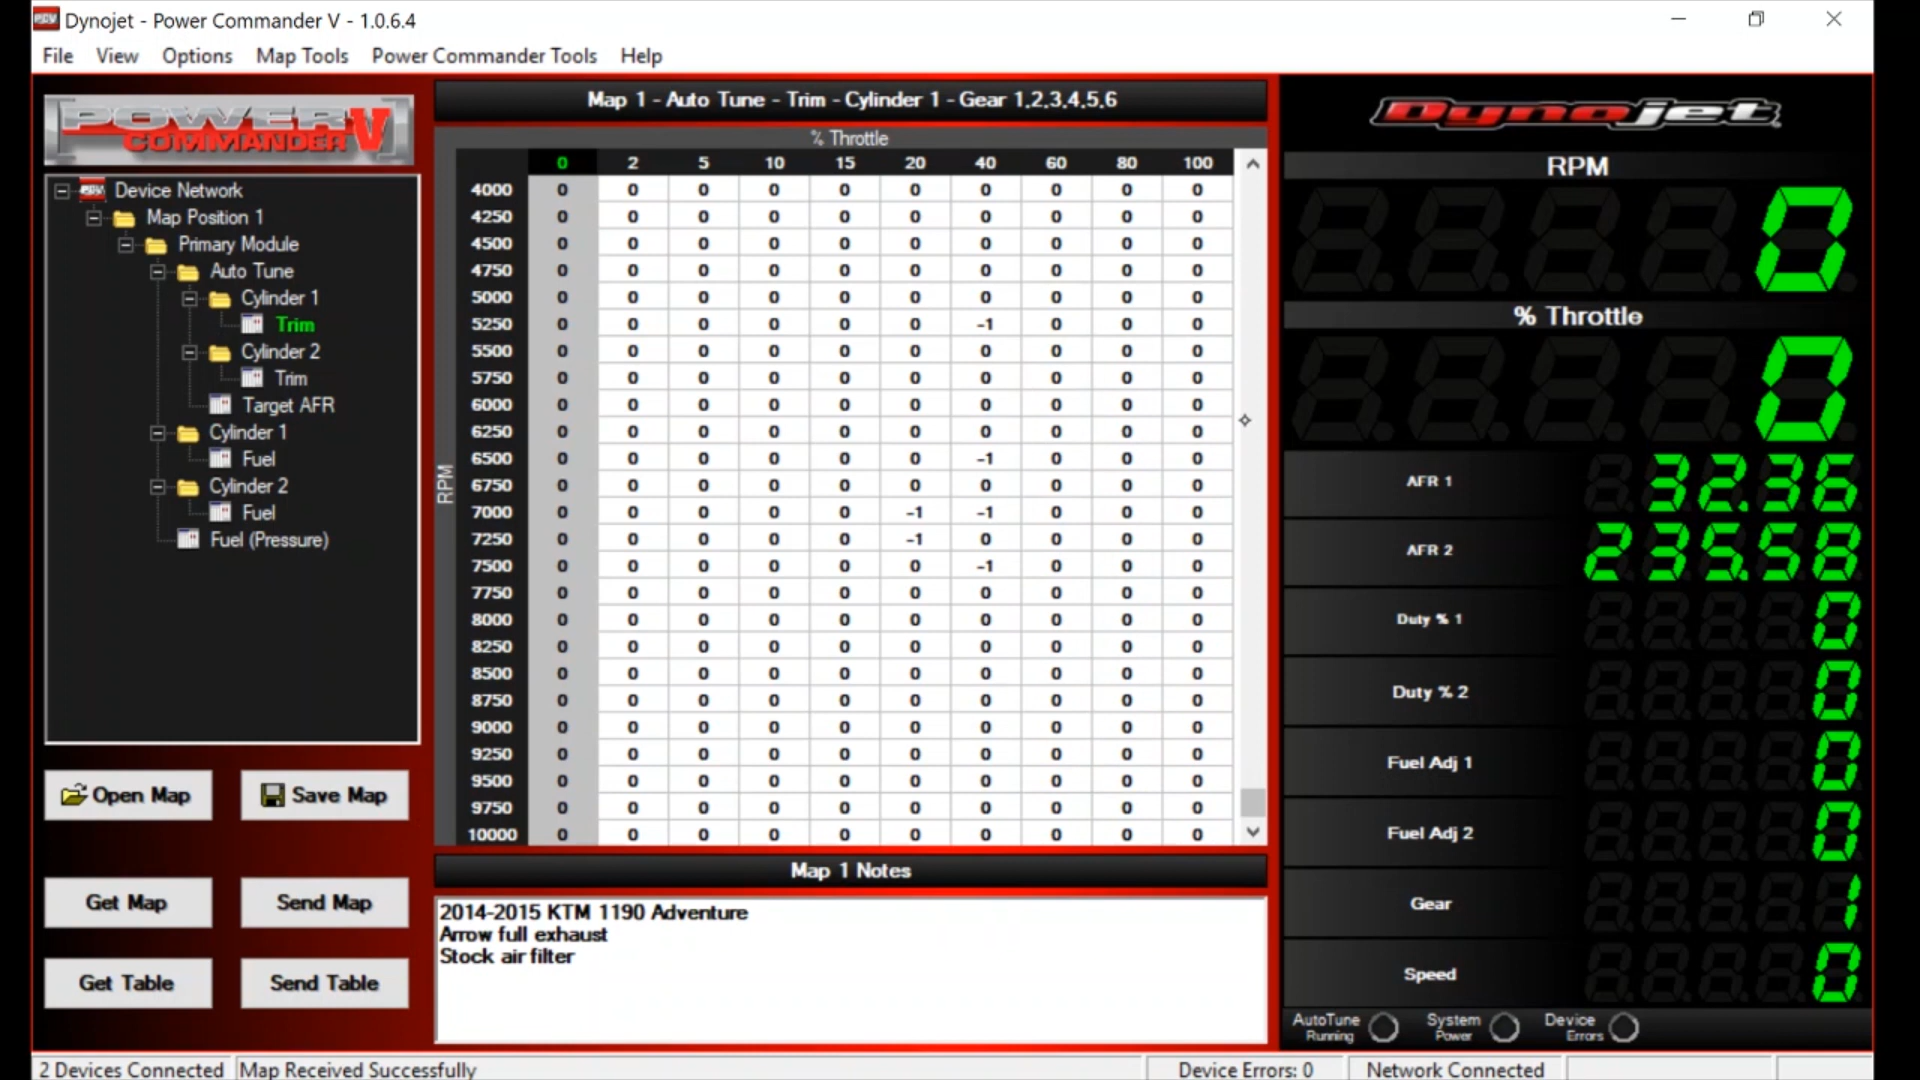 Dynojet - Power Commander V - 1.0.6.4
File View Options Map Tools Power Commander Tools Help
POWER COMMANDER V
Device Network
Map Position 1
Primary Module
Auto Tune
Cylinder 1
Trim
Cylinder 2
Trim
Target AFR
Cylinder 1
Fuel
Cylinder 2
Fuel
Fuel (Pressure)
Open Map Save Map
Get Map Send Map
Get Table Send Table
Map 1 - Auto Tune - Trim - Cylinder 1 - Gear 1,2,3,4,5,6
% Throttle
0 2 5 10 15 20 40 60 80 100
RPM
4000 0 0 0 0 0 0 0 0 0 0
4250 0 0 0 0 0 0 0 0 0 0
4500 0 0 0 0 0 0 0 0 0 0
4750 0 0 0 0 0 0 0 0 0 0
5000 0 0 0 0 0 0 0 0 0 0
5250 0 0 0 0 0 0 -1 0 0 0
5500 0 0 0 0 0 0 0 0 0 0
5750 0 0 0 0 0 0 0 0 0 0
6000 0 0 0 0 0 0 0 0 0 0
6250 0 0 0 0 0 0 0 0 0 0
6500 0 0 0 0 0 0 -1 0 0 0
6750 0 0 0 0 0 0 0 0 0 0
7000 0 0 0 0 0 -1 -1 0 0 0
7250 0 0 0 0 0 -1 0 0 0 0
7500 0 0 0 0 0 0 -1 0 0 0
7750 0 0 0 0 0 0 0 0 0 0
8000 0 0 0 0 0 0 0 0 0 0
8250 0 0 0 0 0 0 0 0 0 0
8500 0 0 0 0 0 0 0 0 0 0
8750 0 0 0 0 0 0 0 0 0 0
9000 0 0 0 0 0 0 0 0 0 0
9250 0 0 0 0 0 0 0 0 0 0
9500 0 0 0 0 0 0 0 0 0 0
9750 0 0 0 0 0 0 0 0 0 0
10000 0 0 0 0 0 0 0 0 0 0
Map 1 Notes
2014-2015 KTM 1190 Adventure
Arrow full exhaust
Stock air filter
Dynojet
RPM
0
% Throttle
0
AFR 1 32.36
AFR 2 235.58
Duty % 1 0
Duty % 2 0
Fuel Adj 1 0
Fuel Adj 2 0
Gear 1
Speed 0
AutoTune Running
System Power
Device Errors
2 Devices Connected Map Received Successfully Device Errors: 0 Network Connected